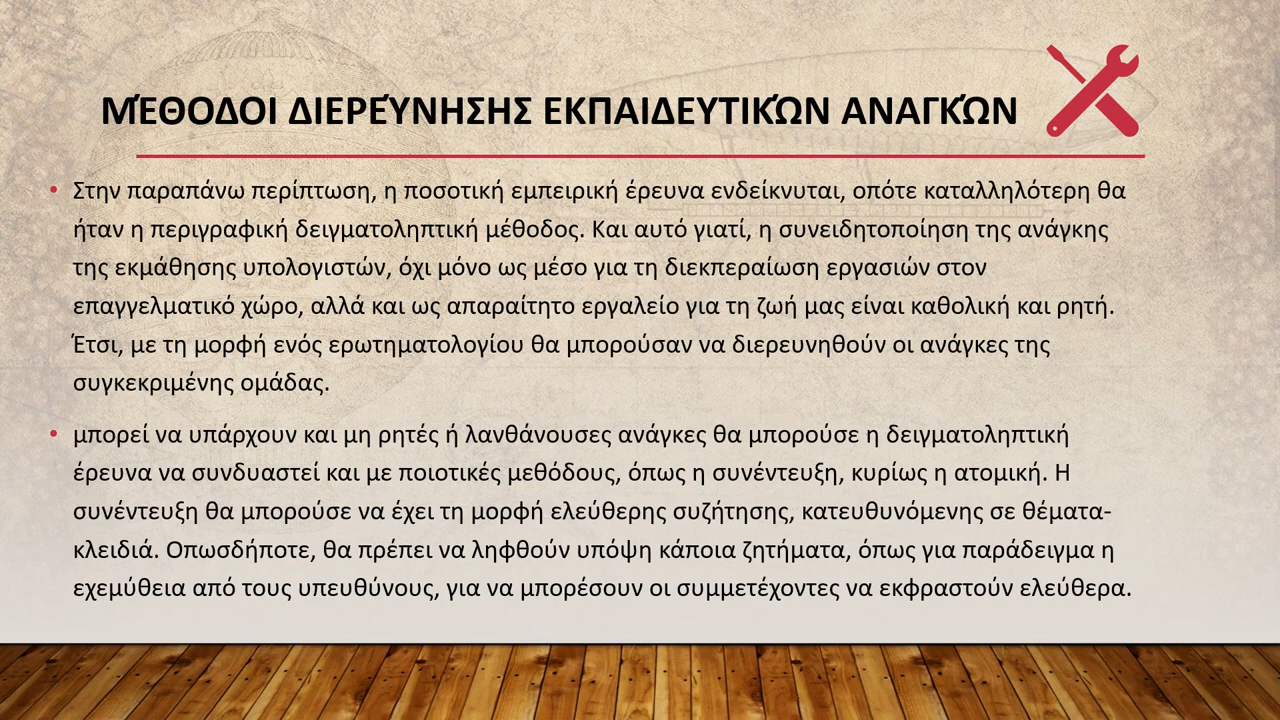 ΜΈΘΟΔΟΙ ΔΙΕΡΕΎΝΗΣΗΣ ΕΚΠΑΙΔΕΥΤΙΚΏΝ ΑΝΑΓΚΏΝ
• Στην παραπάνω περίπτωση, η ποσοτική εμπειρική έρευνα ενδείκνυται, οπότε καταλληλότερη θα
ήταν η περιγραφική δειγματοληπτική μέθοδος. Και αυτό γιατί, η συνειδητοποίηση της ανάγκης
της εκμάθησης υπολογιστών, όχι μόνο ως μέσο για τη διεκπεραίωση εργασιών στον
επαγγελματικό χώρο, αλλά και ως απαραίτητο εργαλείο για τη ζωή μας είναι καθολική και ρητή.
Έτσι, με τη μορφή ενός ερωτηματολογίου θα μπορούσαν να διερευνηθούν οι ανάγκες της
συγκεκριμένης ομάδας.
• μπορεί να υπάρχουν και μη ρητές ή λανθάνουσες ανάγκες θα μπορούσε η δειγματοληπτική
έρευνα να συνδυαστεί και με ποιοτικές μεθόδους, όπως η συνέντευξη, κυρίως η ατομική. Η
συνέντευξη θα μπορούσε να έχει τη μορφή ελεύθερης συζήτησης, κατευθυνόμενης σε θέματα-
κλειδιά. Οπωσδήποτε, θα πρέπει να ληφθούν υπόψη κάποια ζητήματα, όπως για παράδειγμα η
εχεμύθεια από τους υπευθύνους, για να μπορέσουν οι συμμετέχοντες να εκφραστούν ελεύθερα.